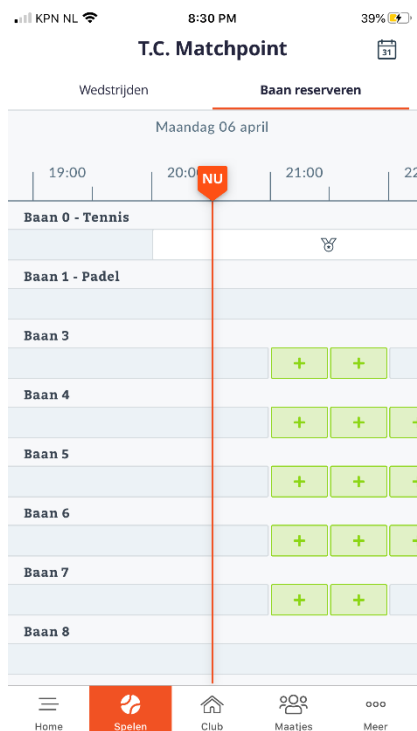 KPN NL 8:30 PM 39%
T.C. Matchpoint 31
Wedstrijden Baan reserveren
Maandag 06 april
19:00 20:0 NU 21:00 22
Baan 0 - Tennis
Baan 1 - Padel
Baan 3
+ +
Baan 4
+ + +
Baan 5
+ + +
Baan 6
+ + +
Baan 7
+ +
Baan 8
Home Spelen Club Maatjes Meer